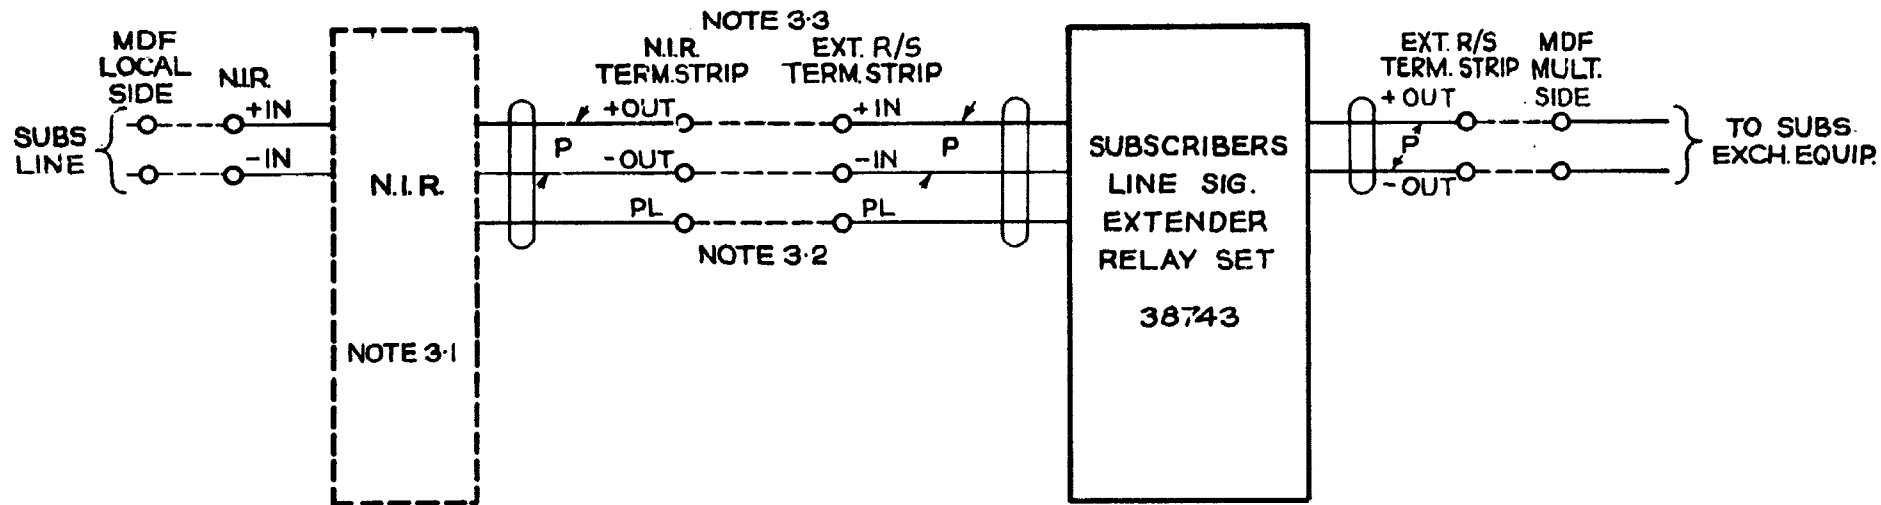 NOTE 3·3
MDF
LOCAL
SIDE
N.I.R.
+IN
-IN
SUBS
LINE
N.I.R.
NOTE 3·1
N.I.R.
TERM.STRIP
EXT. R/S
TERM.STRIP
+OUT
+IN
P
P
-OUT
-IN
PL
PL
NOTE 3·2
SUBSCRIBERS
LINE SIG.
EXTENDER
RELAY SET
38743
EXT. R/S
TERM. STRIP
MDF
MULT.
SIDE
+OUT
P
-OUT
TO SUBS.
EXCH. EQUIP.